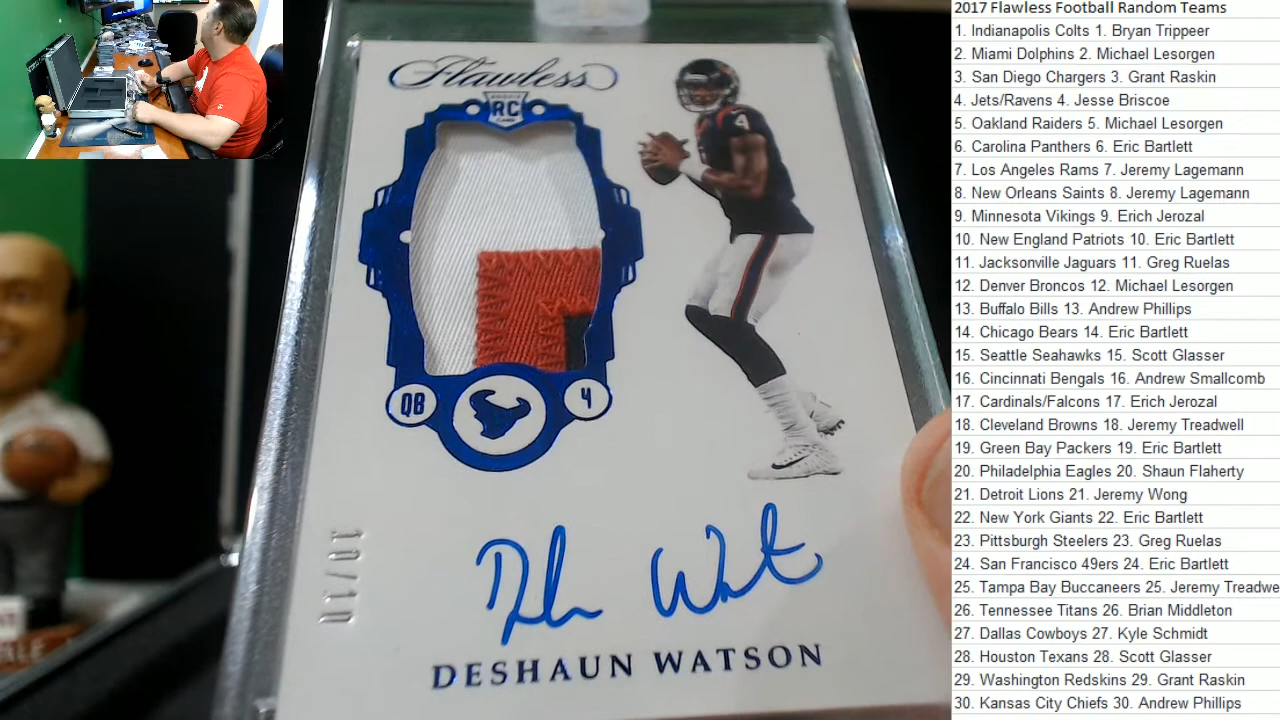 Flawless
ROOKIE
RC
CARD
4
QB
4
10/10
DESHAUN WATSON
2017 Flawless Football Random Teams
1. Indianapolis Colts 1. Bryan Trippeer
2. Miami Dolphins 2. Michael Lesorgen
3. San Diego Chargers 3. Grant Raskin
4. Jets/Ravens 4. Jesse Briscoe
5. Oakland Raiders 5. Michael Lesorgen
6. Carolina Panthers 6. Eric Bartlett
7. Los Angeles Rams 7. Jeremy Lagemann
8. New Orleans Saints 8. Jeremy Lagemann
9. Minnesota Vikings 9. Erich Jerozal
10. New England Patriots 10. Eric Bartlett
11. Jacksonville Jaguars 11. Greg Ruelas
12. Denver Broncos 12. Michael Lesorgen
13. Buffalo Bills 13. Andrew Phillips
14. Chicago Bears 14. Eric Bartlett
15. Seattle Seahawks 15. Scott Glasser
16. Cincinnati Bengals 16. Andrew Smallcomb
17. Cardinals/Falcons 17. Erich Jerozal
18. Cleveland Browns 18. Jeremy Treadwell
19. Green Bay Packers 19. Eric Bartlett
20. Philadelphia Eagles 20. Shaun Flaherty
21. Detroit Lions 21. Jeremy Wong
22. New York Giants 22. Eric Bartlett
23. Pittsburgh Steelers 23. Greg Ruelas
24. San Francisco 49ers 24. Eric Bartlett
25. Tampa Bay Buccaneers 25. Jeremy Treadwe
26. Tennessee Titans 26. Brian Middleton
27. Dallas Cowboys 27. Kyle Schmidt
28. Houston Texans 28. Scott Glasser
29. Washington Redskins 29. Grant Raskin
30. Kansas City Chiefs 30. Andrew Phillips